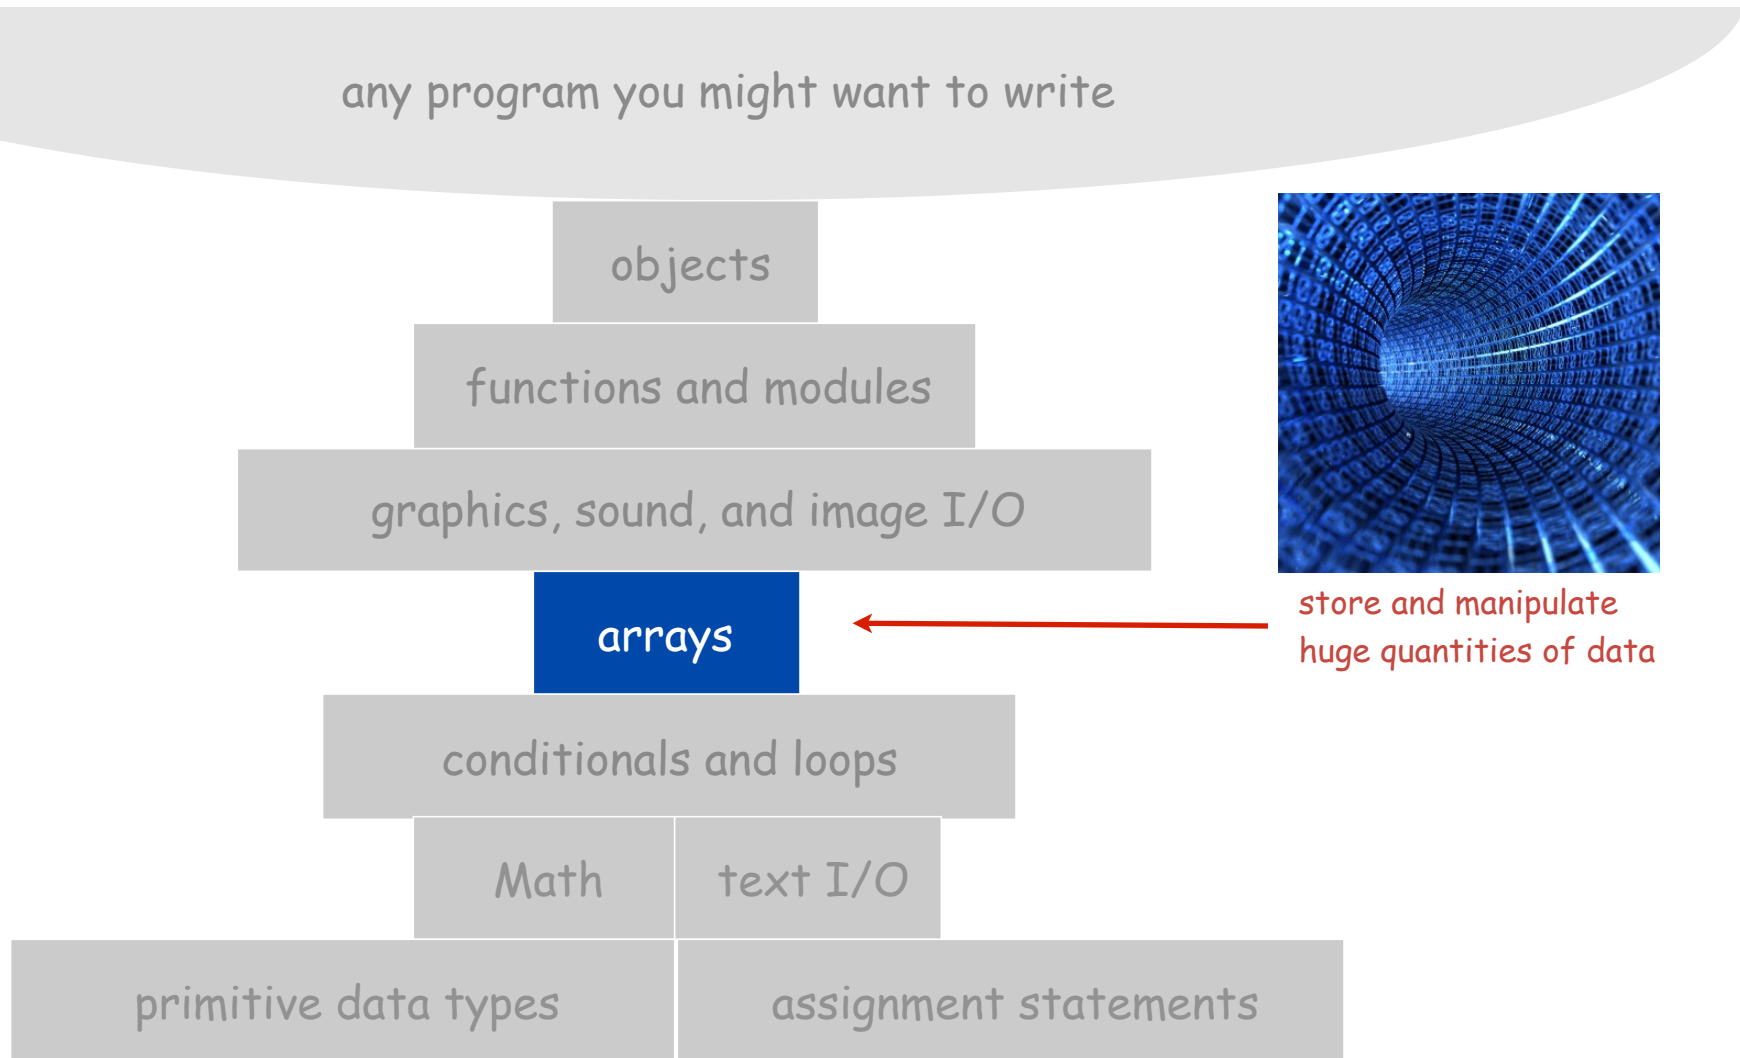 any program you might want to write
objects
functions and modules
graphics, sound, and image I/O
arrays
store and manipulate
huge quantities of data
conditionals and loops
Math
text I/O
primitive data types
assignment statements